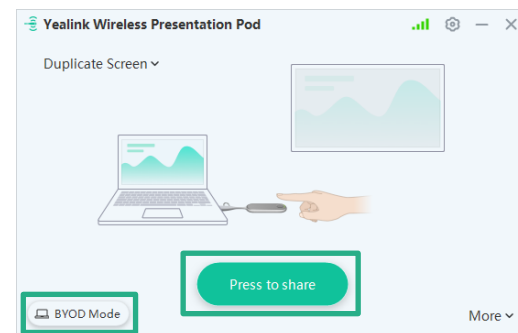 Yealink Wireless Presentation Pod
Duplicate Screen
Press to share
BYOD Mode
More